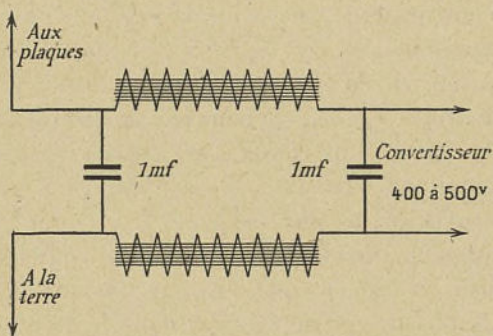 Aux
plaques
1mf
1mf
Convertisseur
400 à 500v
A la
terre